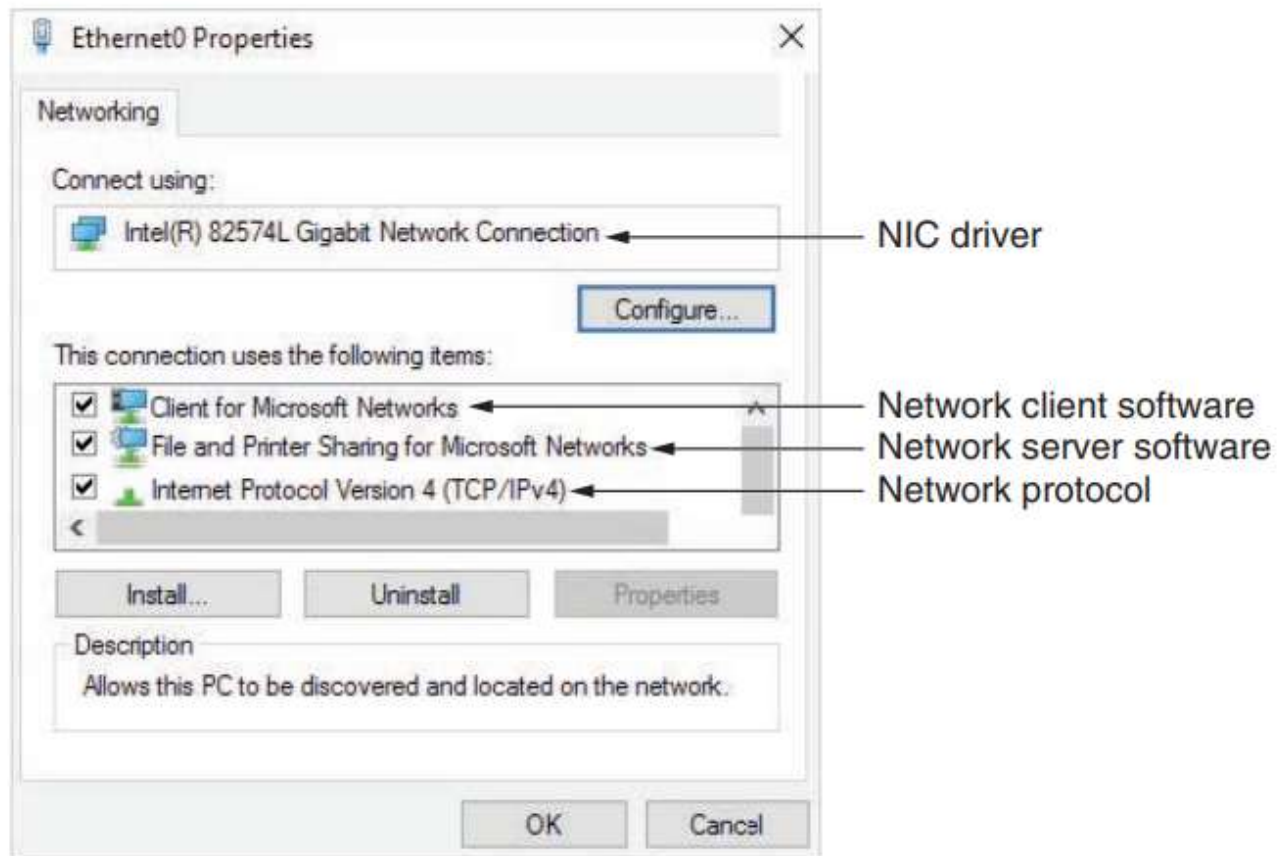 Ethernet0 Properties
Networking
Connect using:
Intel(R) 82574L Gigabit Network Connection
NIC driver
Configure...
This connection uses the following items:
Client for Microsoft Networks
Network client software
File and Printer Sharing for Microsoft Networks
Network server software
Internet Protocol Version 4 (TCP/IPv4)
Network protocol
Install...
Uninstall
Properties
Description
Allows this PC to be discovered and located on the network.
OK
Cancel